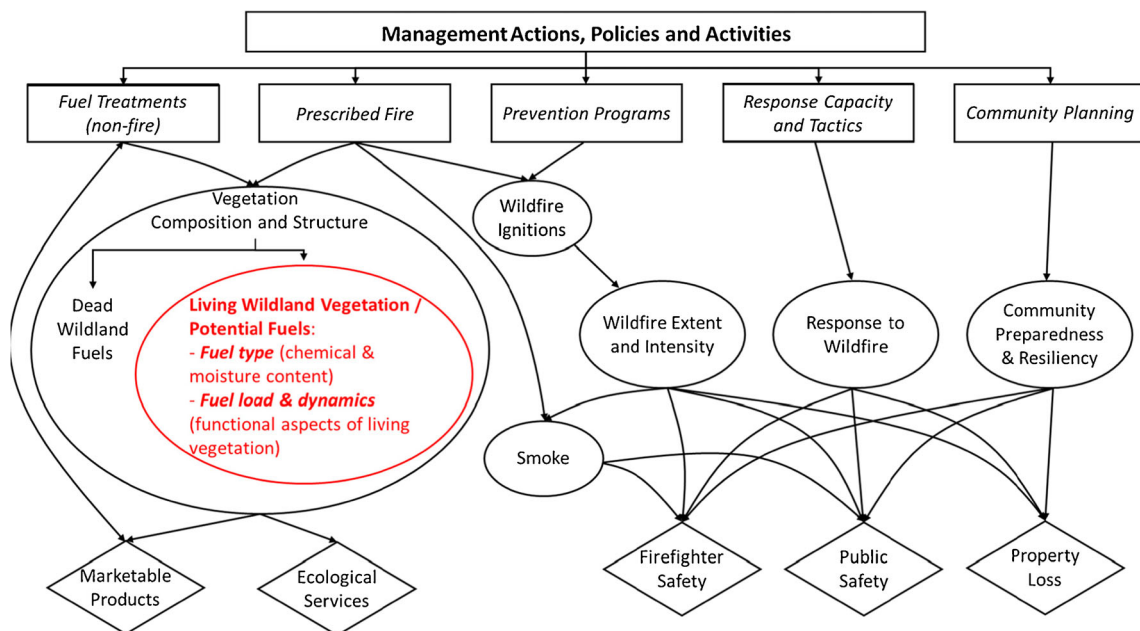 Management Actions, Policies and Activities
Fuel Treatments
(non-fire)
Prescribed Fire
Prevention Programs
Response Capacity
and Tactics
Community Planning
Vegetation
Composition and Structure
Wildfire
Ignitions
Dead
Wildland
Fuels
Living Wildland Vegetation /
Potential Fuels:
- Fuel type (chemical &
moisture content)
- Fuel load & dynamics
(functional aspects of living
vegetation)
Wildfire Extent
and Intensity
Response to
Wildfire
Community
Preparedness
& Resiliency
Smoke
Marketable
Products
Ecological
Services
Firefighter
Safety
Public
Safety
Property
Loss